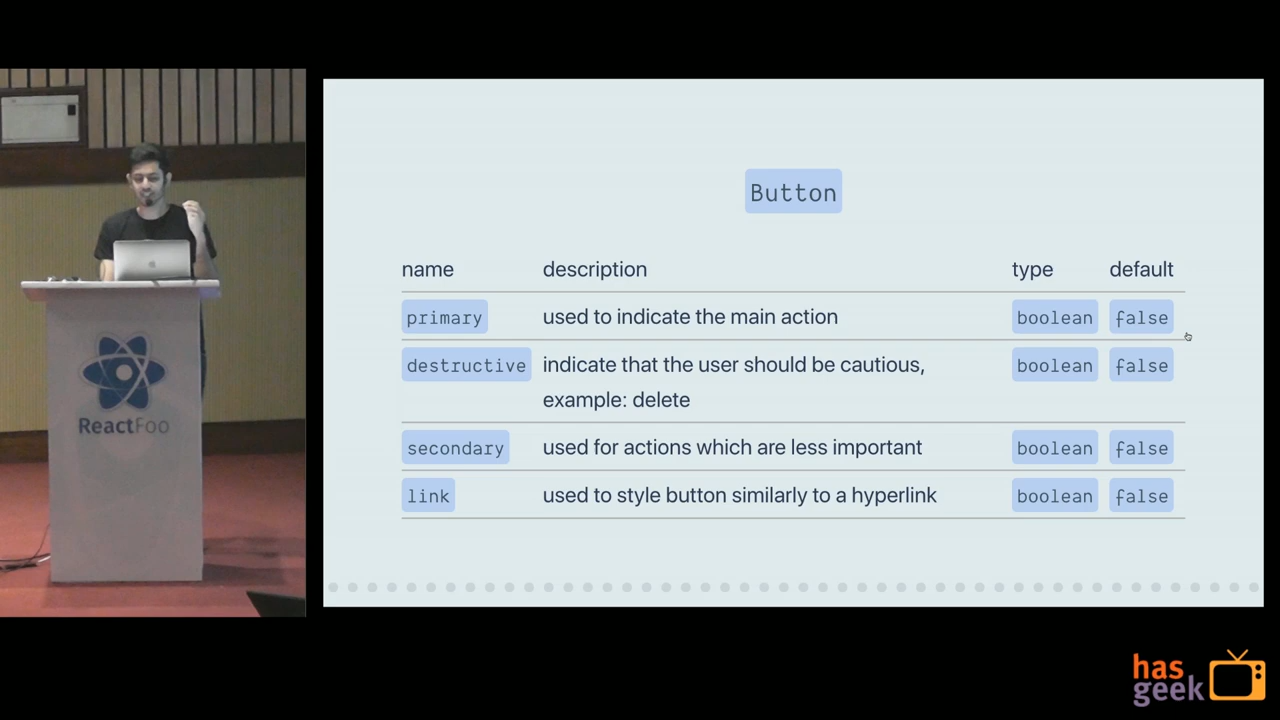 Button
name description type default
primary used to indicate the main action boolean false
destructive indicate that the user should be cautious, boolean false
example: delete
secondary used for actions which are less important boolean false
link used to style button similarly to a hyperlink boolean false
ReactFoo
has
geek